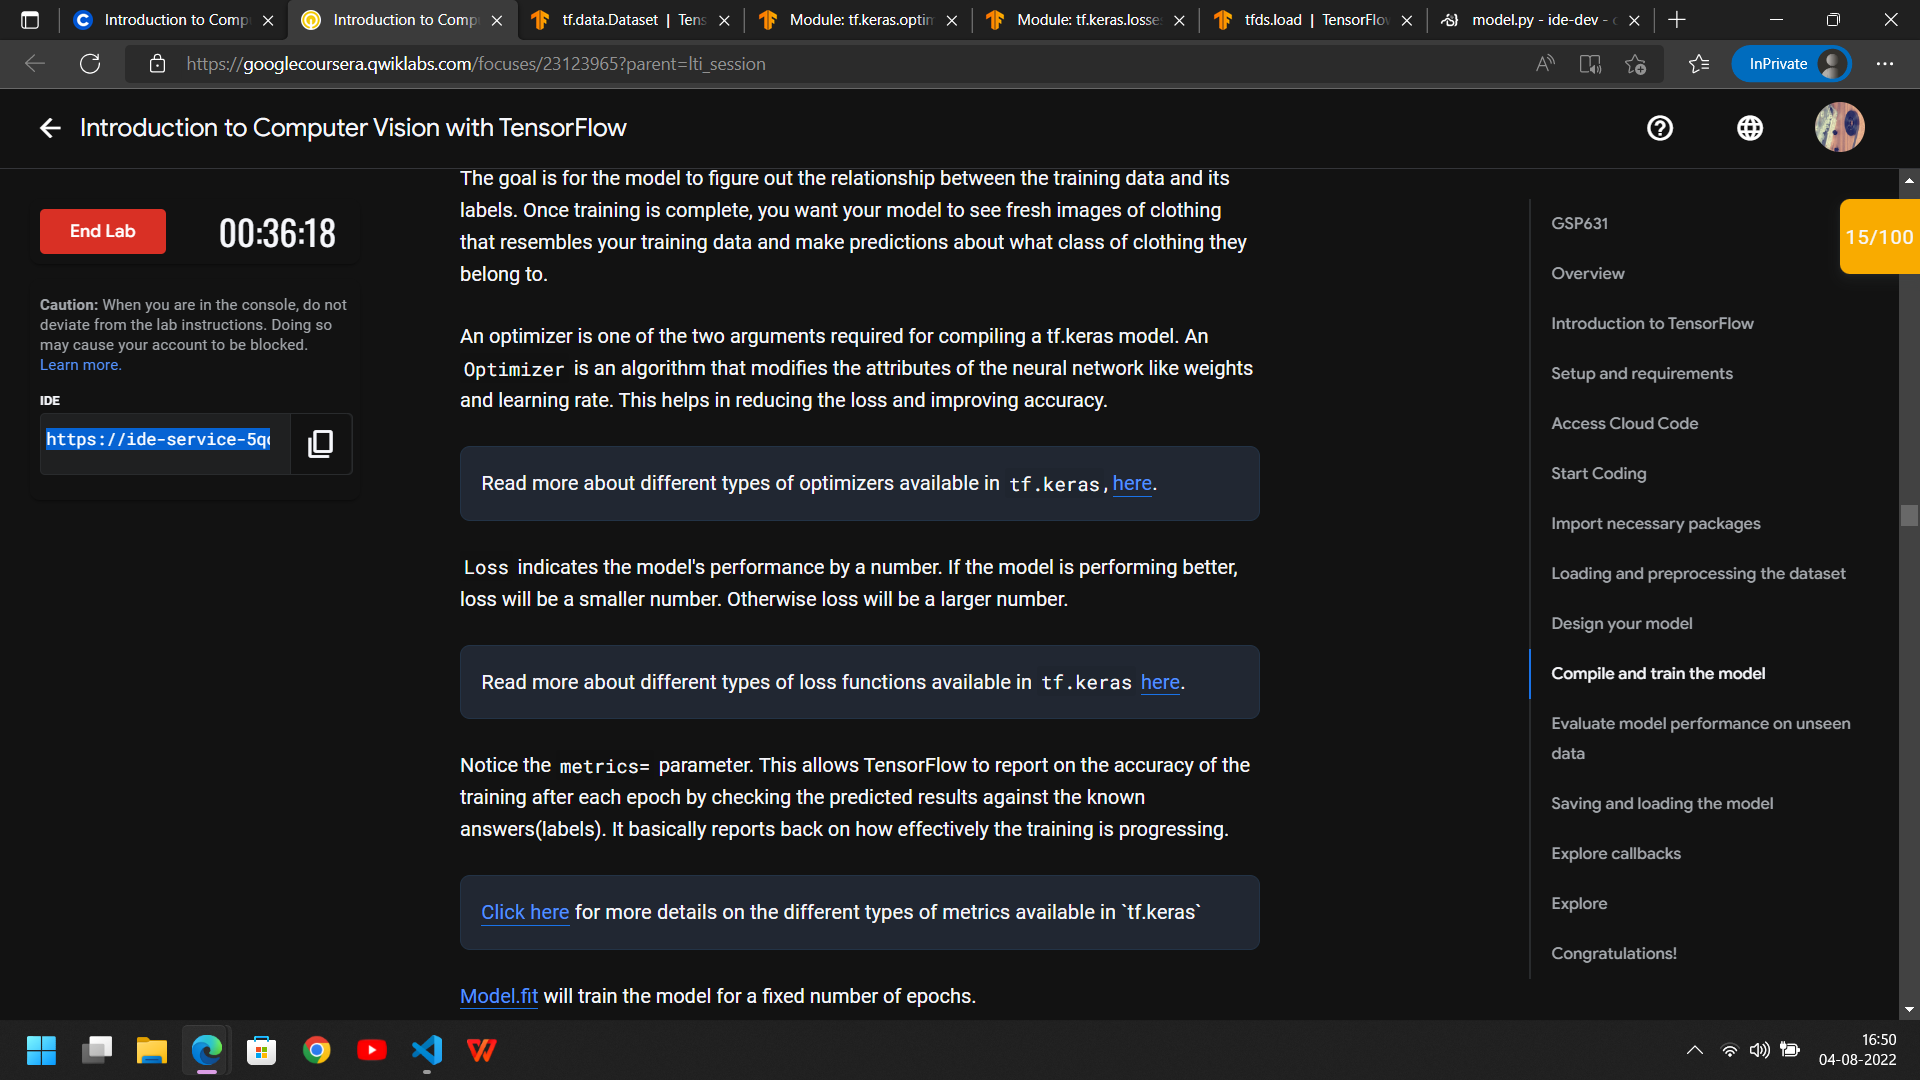 Introduction to Comp
Introduction to Comp
tf.data.Dataset | Tens
Module: tf.keras.optim
Module: tf.keras.losse
tfds.load | TensorFlow
model.py - ide-dev -
https://googlecoursera.qwiklabs.com/focuses/23123965?parent=lti_session
InPrivate
Introduction to Computer Vision with TensorFlow
End Lab
00:36:18
Caution: When you are in the console, do not
deviate from the lab instructions. Doing so
may cause your account to be blocked.
Learn more.
IDE
https://ide-service-5q
The goal is for the model to figure out the relationship between the training data and its
labels. Once training is complete, you want your model to see fresh images of clothing
that resembles your training data and make predictions about what class of clothing they
belong to.
An optimizer is one of the two arguments required for compiling a tf.keras model. An
Optimizer is an algorithm that modifies the attributes of the neural network like weights
and learning rate. This helps in reducing the loss and improving accuracy.
Read more about different types of optimizers available in tf.keras, here.
Loss indicates the model's performance by a number. If the model is performing better,
loss will be a smaller number. Otherwise loss will be a larger number.
Read more about different types of loss functions available in tf.keras here.
Notice the metrics= parameter. This allows TensorFlow to report on the accuracy of the
training after each epoch by checking the predicted results against the known
answers(labels). It basically reports back on how effectively the training is progressing.
Click here for more details on the different types of metrics available in `tf.keras`
Model.fit will train the model for a fixed number of epochs.
GSP631
Overview
Introduction to TensorFlow
Setup and requirements
Access Cloud Code
Start Coding
Import necessary packages
Loading and preprocessing the dataset
Design your model
Compile and train the model
Evaluate model performance on unseen
data
Saving and loading the model
Explore callbacks
Explore
Congratulations!
15/100
16:50
04-08-2022